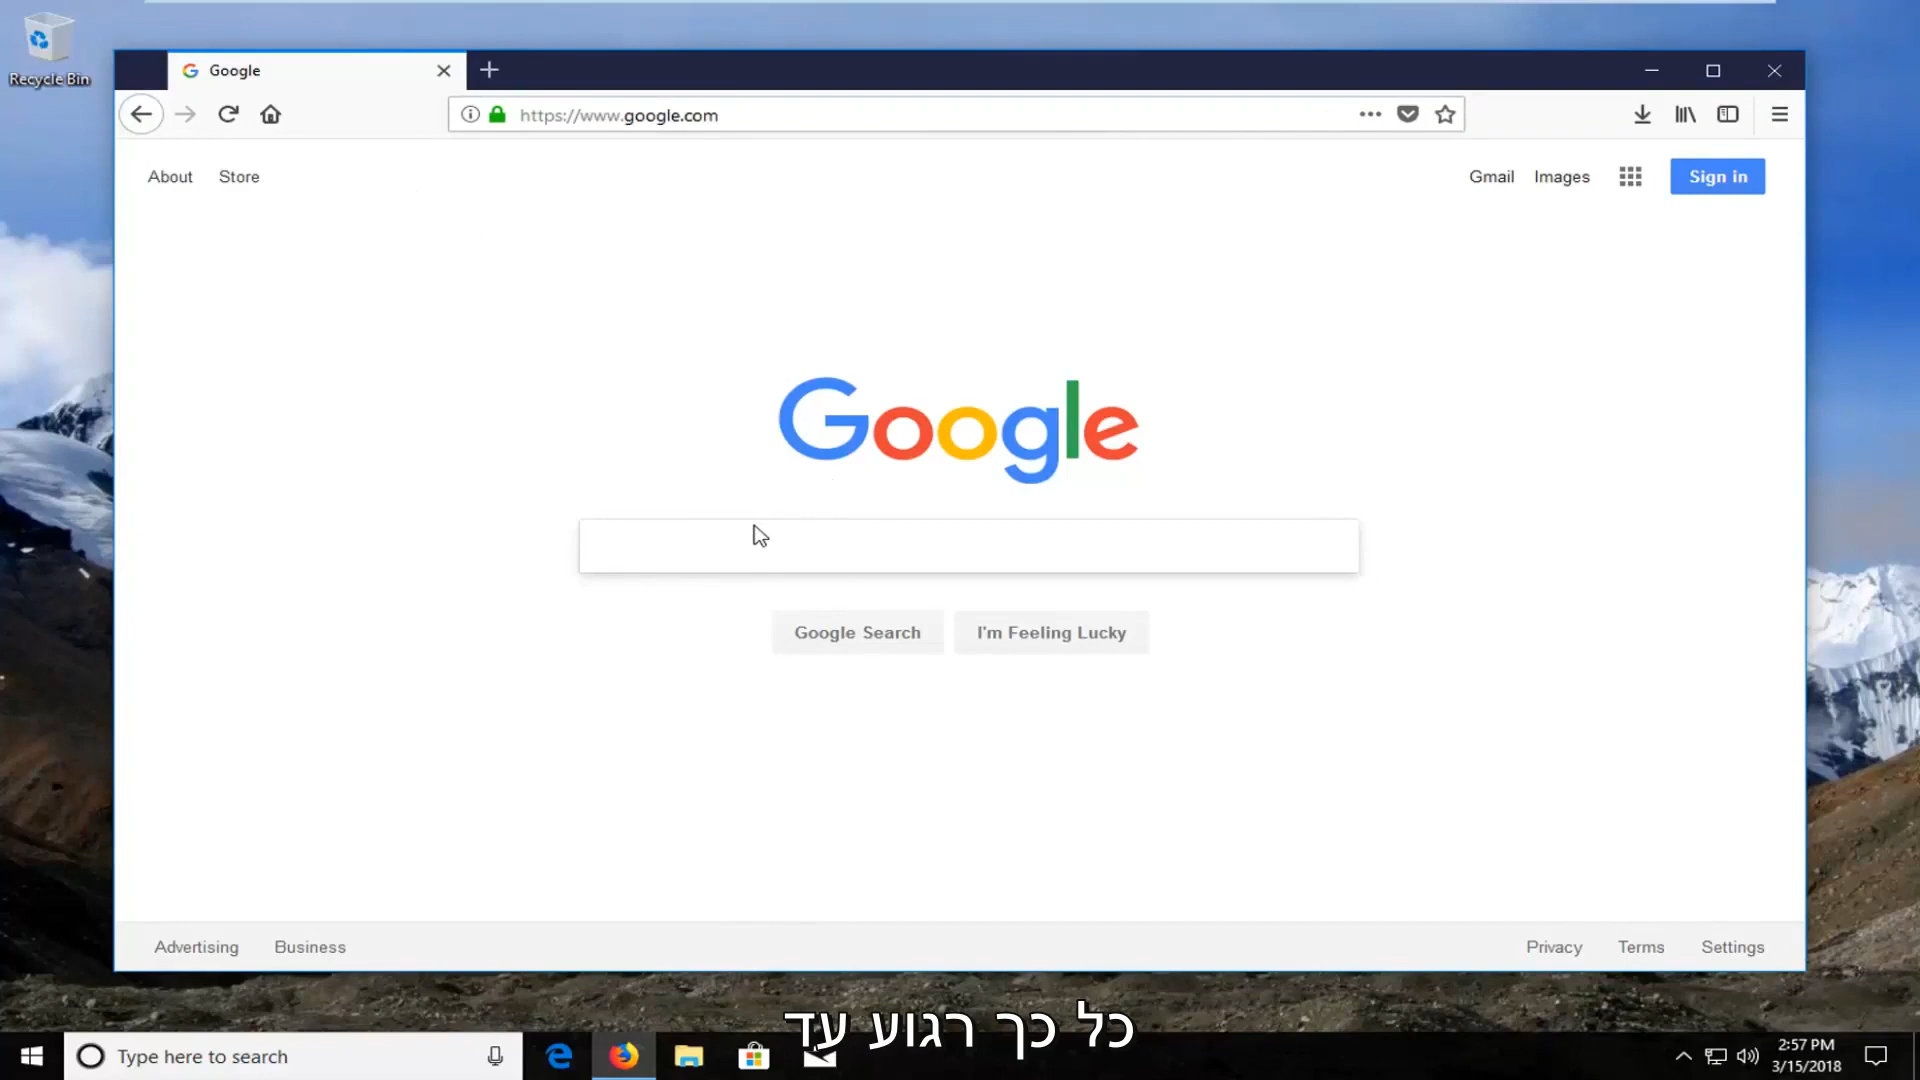 Recycle Bin
Google
https://www.google.com
About Store
Gmail Images Sign in
Google
Google Search I'm Feeling Lucky
Advertising Business
Privacy Terms Settings
כל כך רגוע עד
Type here to search
2:57 PM
3/15/2018